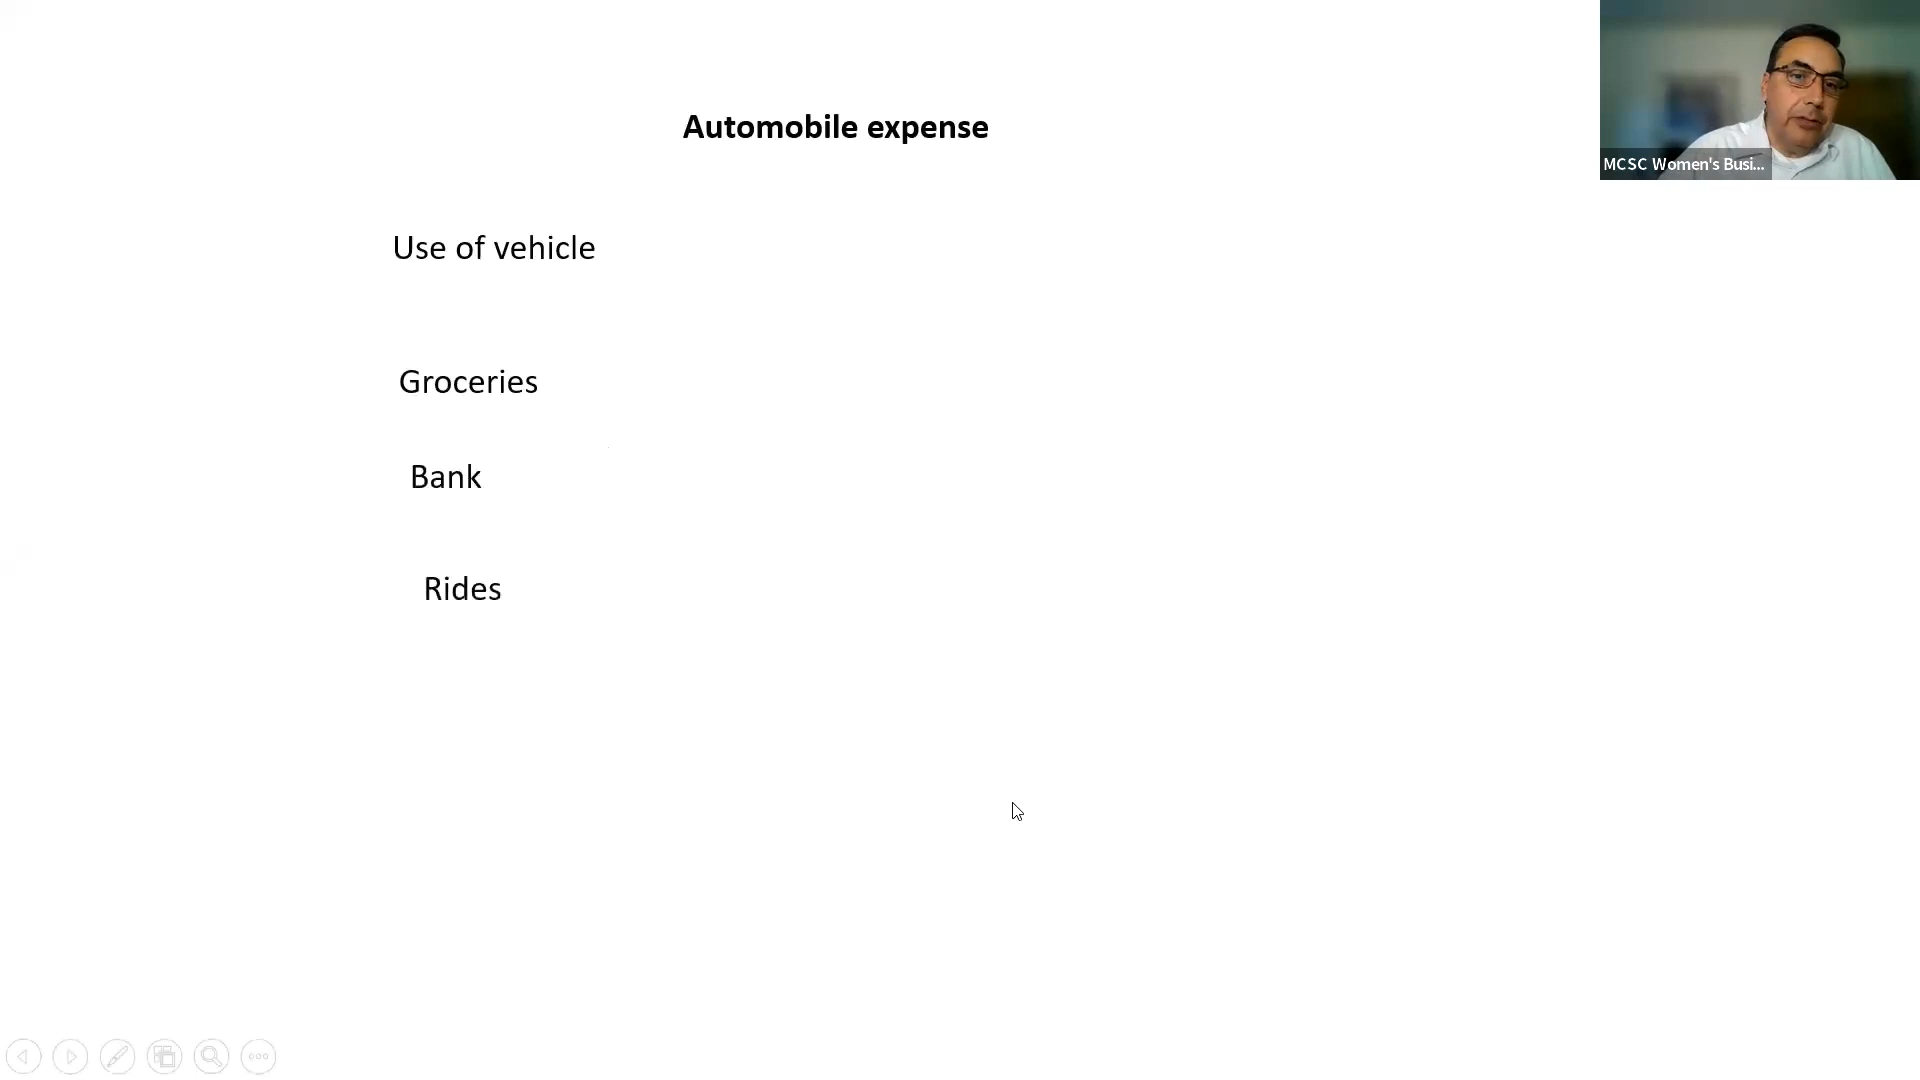 Automobile expense
MCSC Women's Busi...
Use of vehicle
Groceries
Bank
Rides